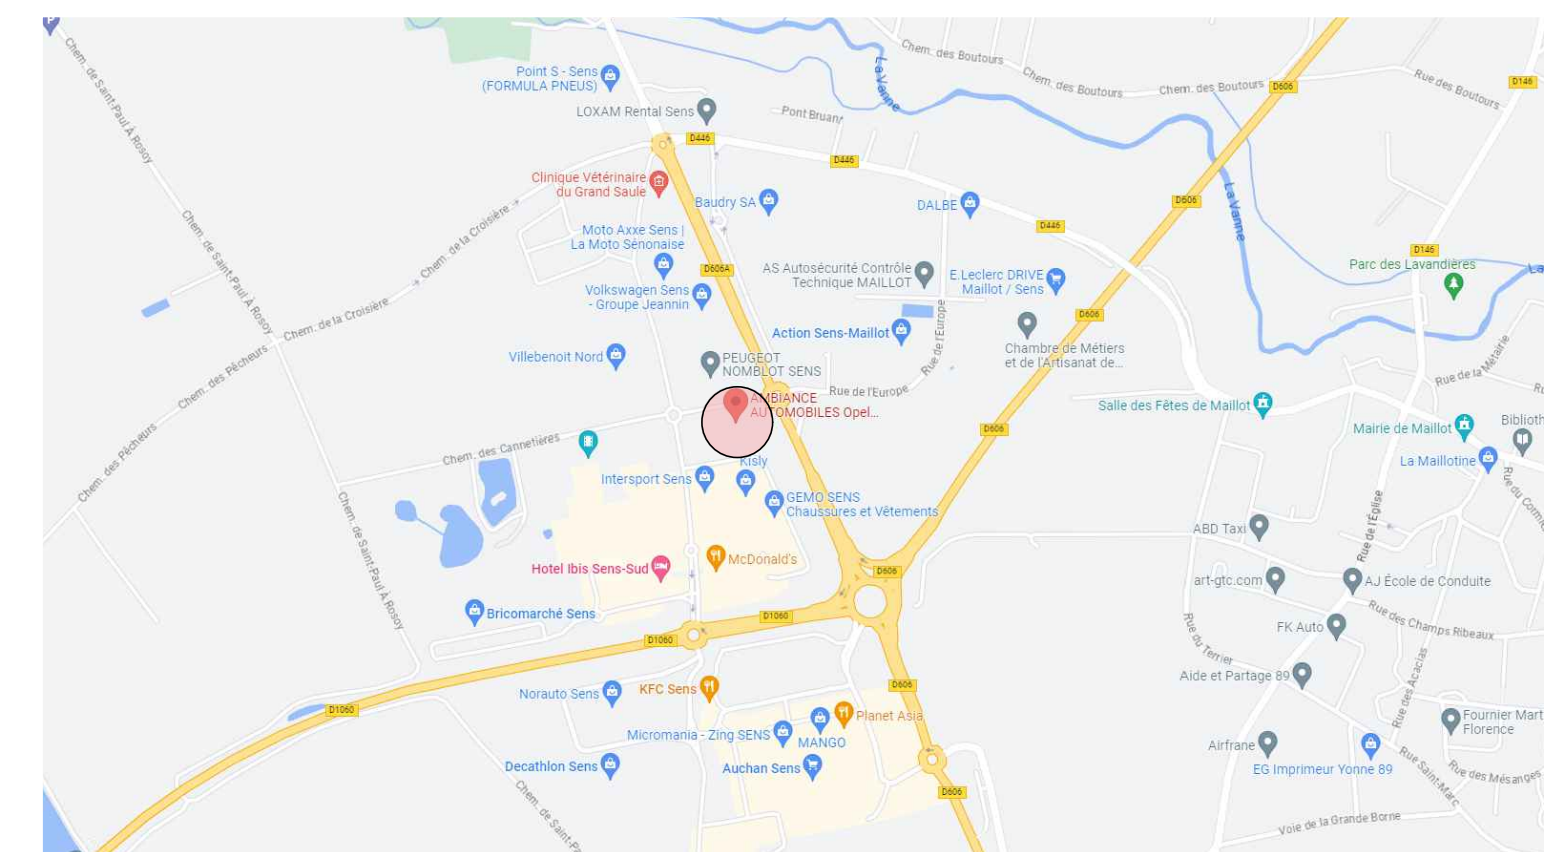 P
Chem. des Boutours
Chem. des Boutours
Chem. des Boutours
D606
Rue des Boutours
D146
La Vanne
Point S - Sens
(FORMULA PNEUS)
Chem. de Saint-Paul À Rosoy
LOXAM Rental Sens
Pont Bruant
D446
D446
Clinique Vétérinaire
du Grand Saule
Baudry SA
DALBE
D606
La Vanne
D446
Chem. de la Croisière
Chem. de Saint-Paul À Rosoy
Moto Axxe Sens |
La Moto Sénonaise
D606A
AS Autosécurité Contrôle
Technique MAILLOT
E.Leclerc DRIVE
Maillot / Sens
D146
Parc des Lavandières
La
Volkswagen Sens
- Groupe Jeannin
Chem. de la Croisière
D606
Action Sens-Maillot
Rue de l'Europe
Chambre de Métiers
et de l'Artisanat de...
Villebenoit Nord
PEUGEOT
NOMBLOT SENS
Chem. des Pêcheurs
Rue de la Métairie
Rue de l'Europe
AMBIANCE
AUTOMOBILES Opel...
Salle des Fêtes de Maillot
Mairie de Maillot
Biblioth
D606
Chem. des Pêcheurs
Chem. des Cannetières
Kisly
La Maillotine
Intersport Sens
GEMO SENS
Chaussures et Vêtements
Rue du Cormier
Rue de l'Église
ABD Taxi
Chem. de Saint-Paul À Rosoy
McDonald's
Hotel Ibis Sens-Sud
D606
art-gtc.com
AJ École de Conduite
Bricomarché Sens
D1060
FK Auto
Rue des Champs Ribeaux
D1060
Rue du Terrier
Aide et Partage 89
Rue des Acacias
Norauto Sens
KFC Sens
D606
D1060
Planet Asia
Micromania - Zing SENS
MANGO
Fournier Mart
Florence
Airfrane
Decathlon Sens
Auchan Sens
EG Imprimeur Yonne 89
Rue Saint-Marc
Rue des Mésanges
D606
Chem. de Saint-Pa
Voie de la Grande Borne